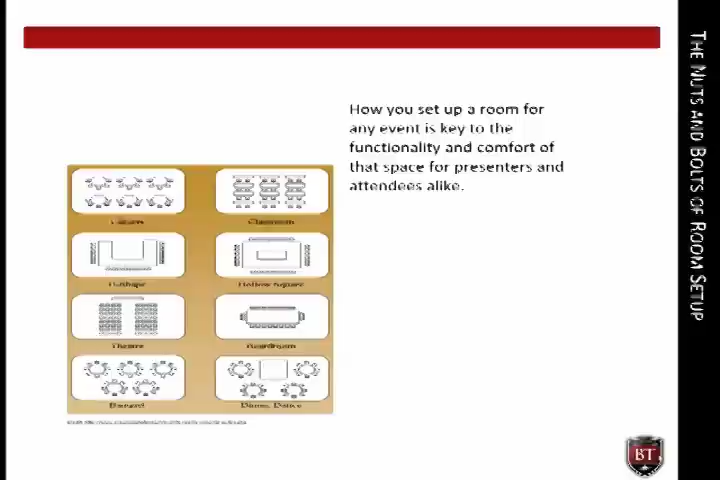 How you set up a room for
any event is key to the
functionality and comfort of
that space for presenters and
attendees alike.
Classroom
U-Shape
Hollow Square
Theatre
Boardroom
Banquet
Dinner Dance
THE NUTS AND BOLTS OF ROOM SETUP
BT